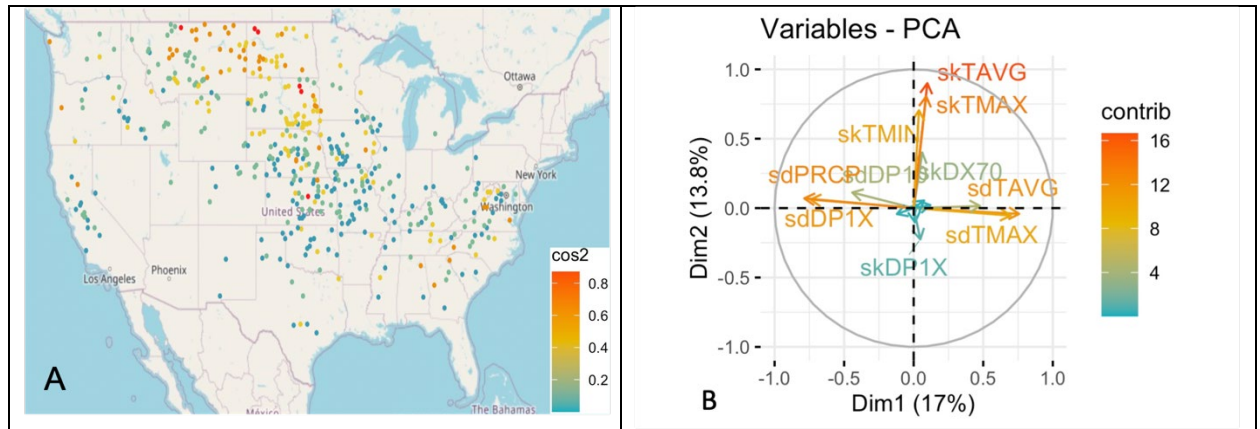 Ottawa
New York
Washington
United States
Los Angeles
Phoenix
México
The Bahamas
cos2
0.8
0.6
0.4
0.2
A
Variables - PCA
1.0
0.5
0.0
-0.5
-1.0
Dim2 (13.8%)
skTAVG
skTMAX
skTMIN
sdPRCP
sdDP10
skDX70
sdTAVG
sdDP1X
sdTMAX
skDP1X
-1.0
-0.5
0.0
0.5
1.0
Dim1 (17%)
B
contrib
16
12
8
4